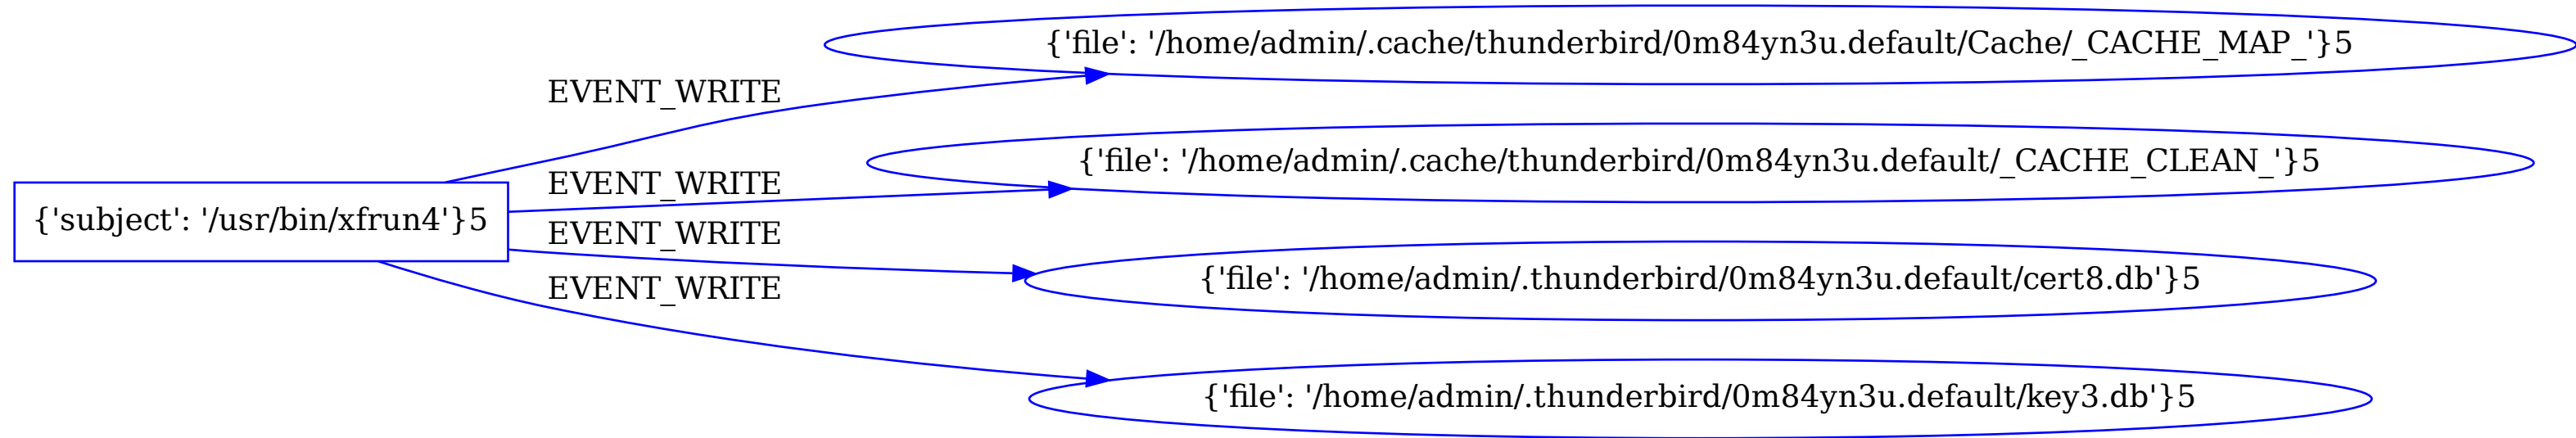 {'file': '/home/admin/.cache/thunderbird/0m84yn3u.default/Cache/_CACHE_MAP_'}5
EVENT_WRITE
{'file': '/home/admin/.cache/thunderbird/0m84yn3u.default/_CACHE_CLEAN_'}5
EVENT_WRITE
{'subject': '/usr/bin/xfrun4'}5
EVENT_WRITE
{'file': '/home/admin/.thunderbird/0m84yn3u.default/cert8.db'}5
EVENT_WRITE
{'file': '/home/admin/.thunderbird/0m84yn3u.default/key3.db'}5